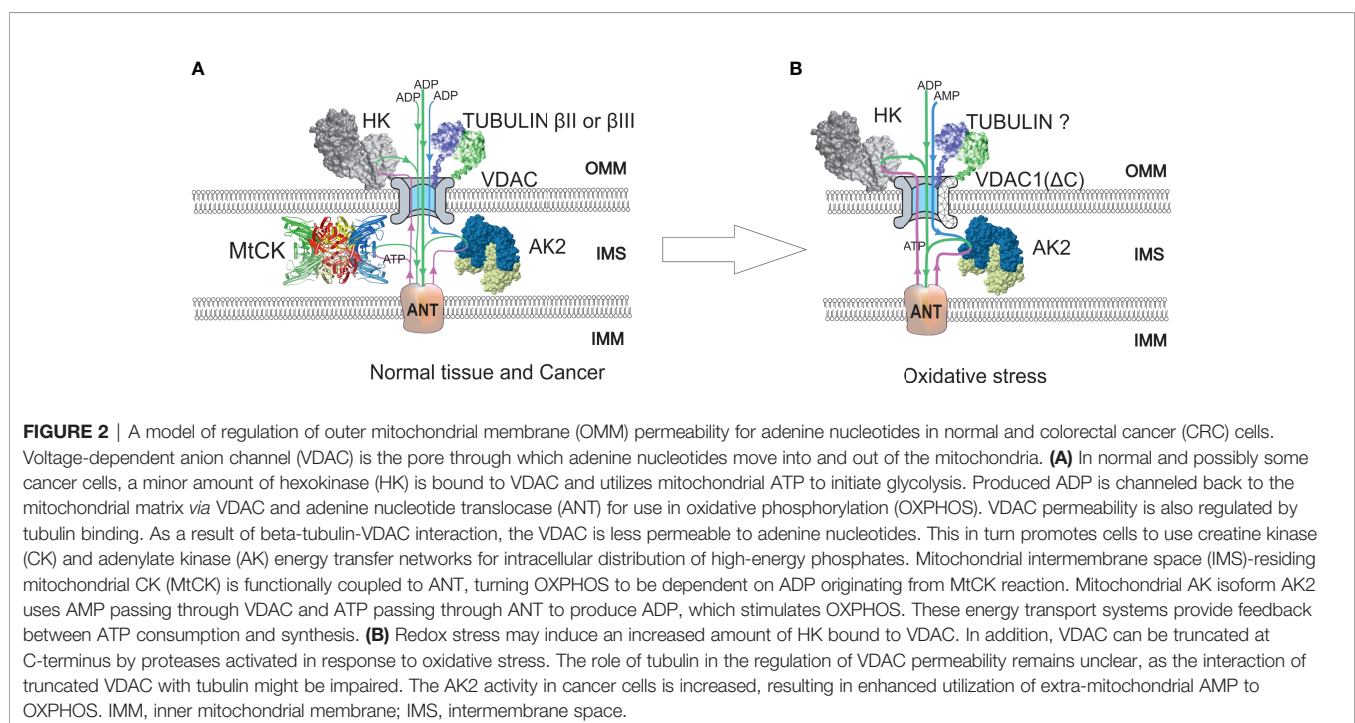 A
ADP
ADP
ADP
HK
TUBULIN βII or βIII
OMM
VDAC
MtCK
ATP
AK2
IMS
ANT
IMM
Normal tissue and Cancer
B
ADP
AMP
HK
TUBULIN ?
OMM
VDAC1(ΔC)
ATP
AK2
IMS
ANT
IMM
Oxidative stress
FIGURE 2 | A model of regulation of outer mitochondrial membrane (OMM) permeability for adenine nucleotides in normal and colorectal cancer (CRC) cells.
Voltage-dependent anion channel (VDAC) is the pore through which adenine nucleotides move into and out of the mitochondria. (A) In normal and possibly some
cancer cells, a minor amount of hexokinase (HK) is bound to VDAC and utilizes mitochondrial ATP to initiate glycolysis. Produced ADP is channeled back to the
mitochondrial matrix via VDAC and adenine nucleotide translocase (ANT) for use in oxidative phosphorylation (OXPHOS). VDAC permeability is also regulated by
tubulin binding. As a result of beta-tubulin-VDAC interaction, the VDAC is less permeable to adenine nucleotides. This in turn promotes cells to use creatine kinase
(CK) and adenylate kinase (AK) energy transfer networks for intracellular distribution of high-energy phosphates. Mitochondrial intermembrane space (IMS)-residing
mitochondrial CK (MtCK) is functionally coupled to ANT, turning OXPHOS to be dependent on ADP originating from MtCK reaction. Mitochondrial AK isoform AK2
uses AMP passing through VDAC and ATP passing through ANT to produce ADP, which stimulates OXPHOS. These energy transport systems provide feedback
between ATP consumption and synthesis. (B) Redox stress may induce an increased amount of HK bound to VDAC. In addition, VDAC can be truncated at
C-terminus by proteases activated in response to oxidative stress. The role of tubulin in the regulation of VDAC permeability remains unclear, as the interaction of
truncated VDAC with tubulin might be impaired. The AK2 activity in cancer cells is increased, resulting in enhanced utilization of extra-mitochondrial AMP to
OXPHOS. IMM, inner mitochondrial membrane; IMS, intermembrane space.